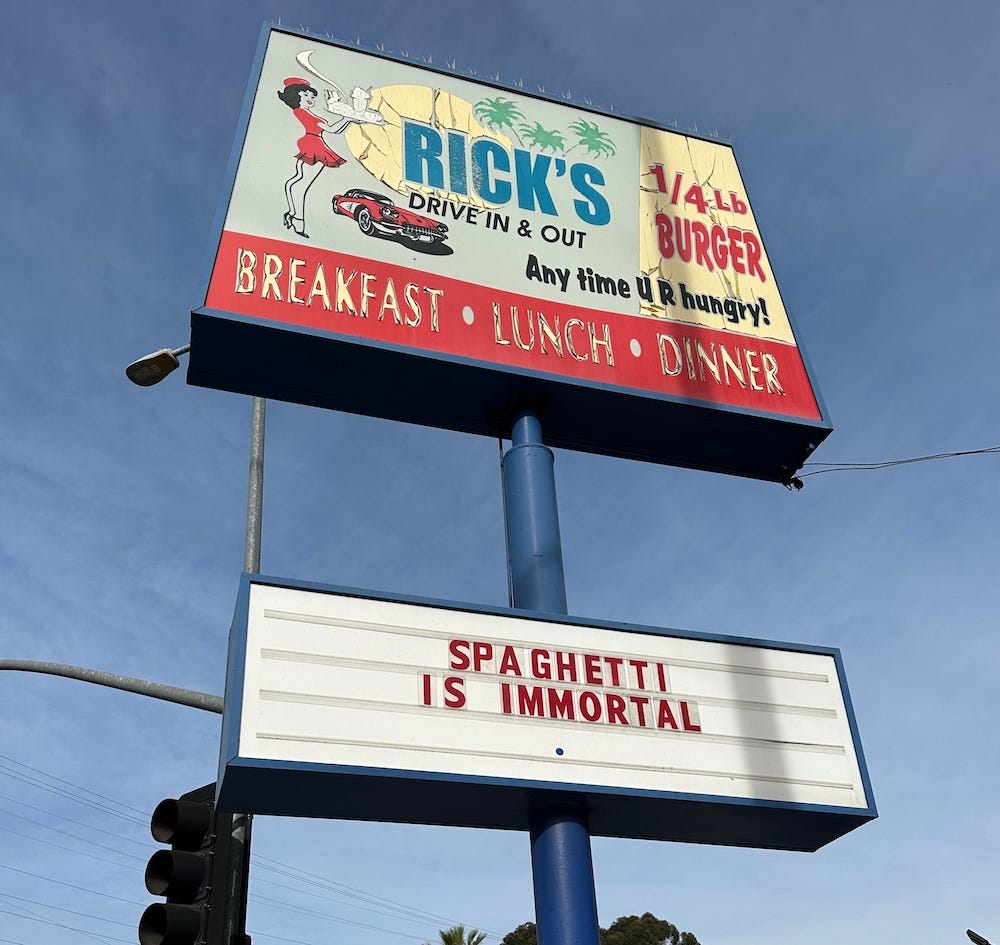 RICK'S
DRIVE IN & OUT
1/4 Lb
BURGER
Any time U R hungry!
BREAKFAST • LUNCH • DINNER
SPAGHETTI
IS IMMORTAL